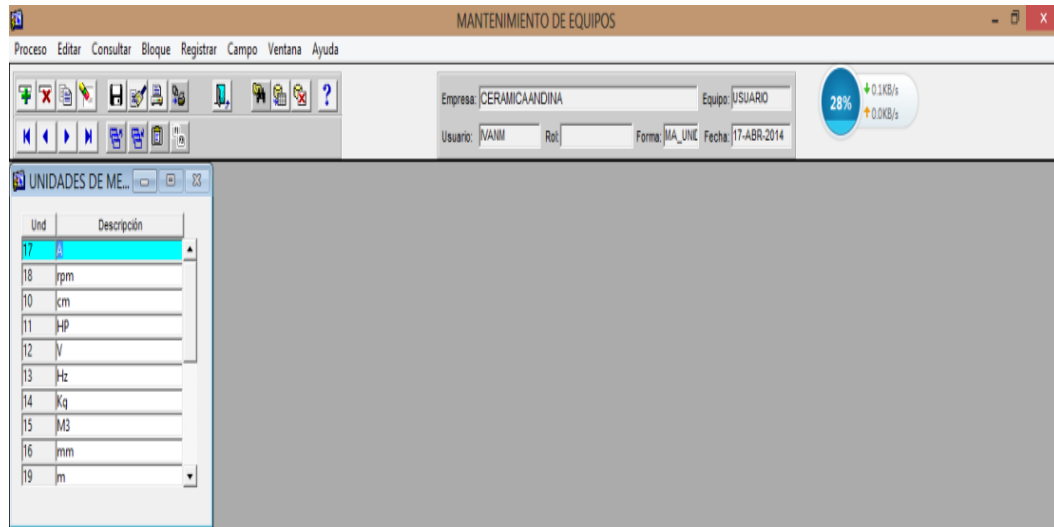 MANTENIMIENTO DE EQUIPOS
Proceso Editar Consultar Bloque Registrar Campo Ventana Ayuda
Empresa: CERAMICAANDINA Equipo: USUARIO
Usuario: IVANM Rol: Forma: MA_UNID Fecha: 17-ABR-2014
28%
0.1KB/s
0.0KB/s
UNIDADES DE ME...
Und Descripción
17 A
18 rpm
10 cm
11 HP
12 V
13 Hz
14 Kg
15 M3
16 mm
19 m